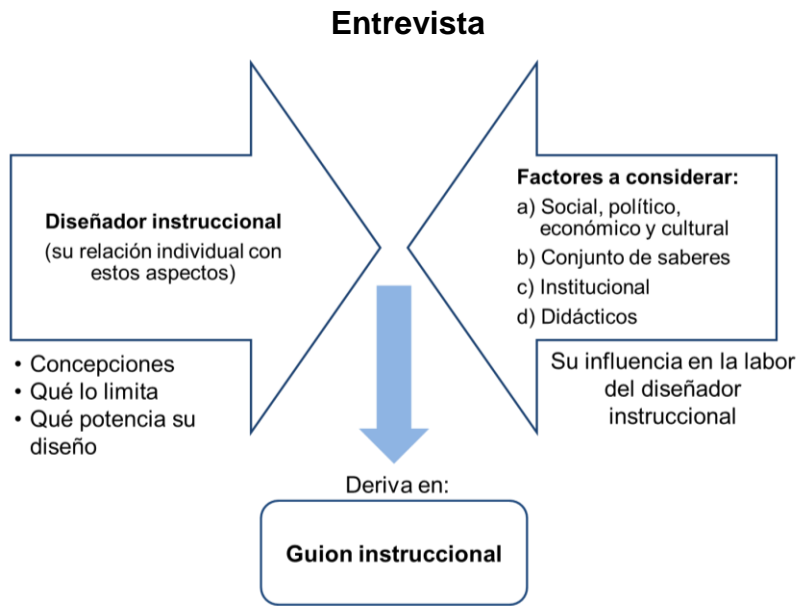 Entrevista
Diseñador instruccional
(su relación individual con
estos aspectos)
• Concepciones
• Qué lo limita
• Qué potencia su
diseño
Factores a considerar:
a) Social, político,
económico y cultural
b) Conjunto de saberes
c) Institucional
d) Didácticos
Su influencia en la labor
del diseñador
instruccional
Deriva en:
Guion instruccional